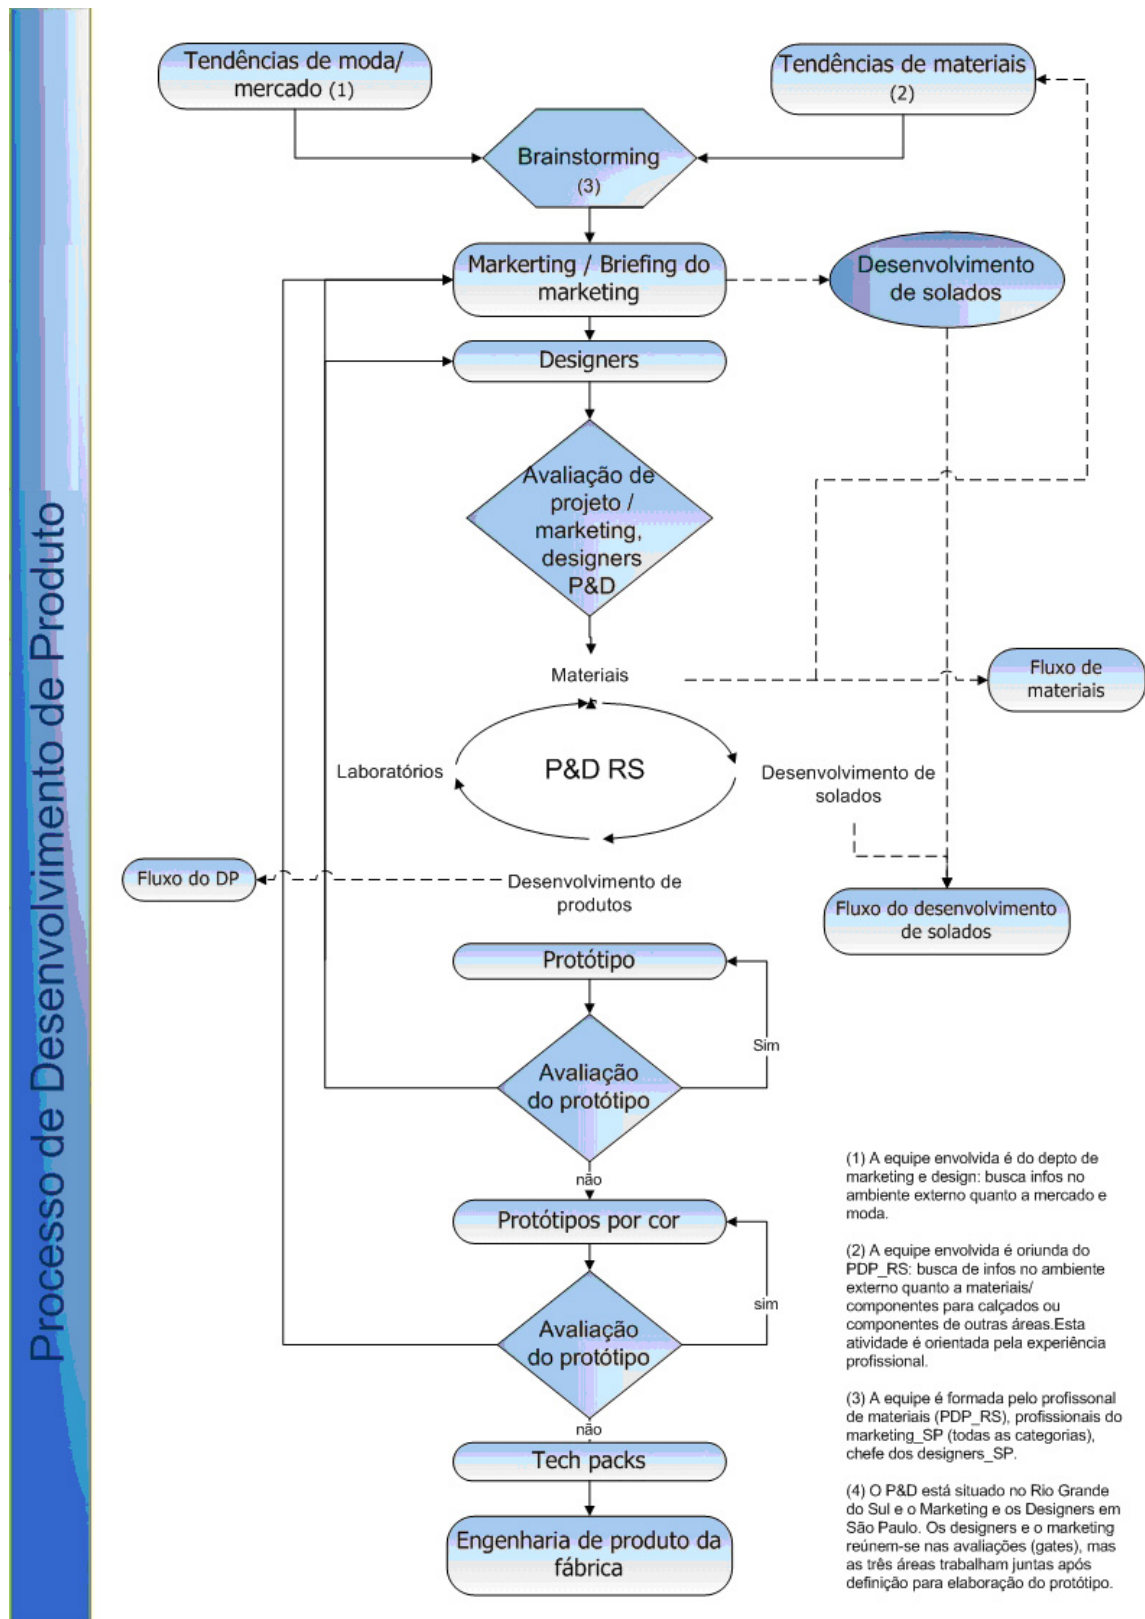 Processo de Desenvolvimento de Produto
Tendências de moda/
mercado (1)
Tendências de materiais
(2)
Brainstorming
(3)
Markerting / Briefing do
marketing
Desenvolvimento
de solados
Designers
Avaliação de
projeto /
marketing,
designers
P&D
Materiais
Fluxo de
materiais
Laboratórios
P&D RS
Desenvolvimento de
solados
Fluxo do DP
Desenvolvimento de
produtos
Fluxo do desenvolvimento
de solados
Protótipo
Sim
Avaliação
do protótipo
não
Protótipos por cor
sim
Avaliação
do protótipo
não
Tech packs
Engenharia de produto da
fábrica
(1) A equipe envolvida é do depto de
marketing e design: busca infos no
ambiente externo quanto a mercado e
moda.
(2) A equipe envolvida é oriunda do
PDP_RS: busca de infos no ambiente
externo quanto a materiais/
componentes para calçados ou
componentes de outras áreas.Esta
atividade é orientada pela experiência
profissional.
(3) A equipe é formada pelo profissonal
de materiais (PDP_RS), profissionais do
marketing_SP (todas as categorias),
chefe dos designers_SP.
(4) O P&D está situado no Rio Grande
do Sul e o Marketing e os Designers em
São Paulo. Os designers e o marketing
reúnem-se nas avaliações (gates), mas
as três áreas trabalham juntas após
definição para elaboração do protótipo.